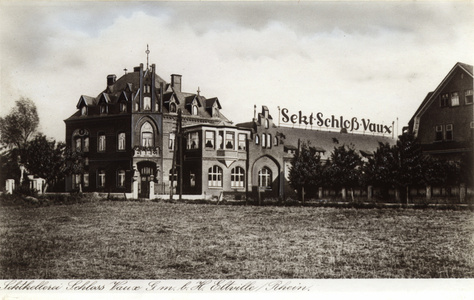 Sekt-Schloß-Vaux
Sektkellerei Schloss Vaux G.m.b.H. Eltville/Rhein.